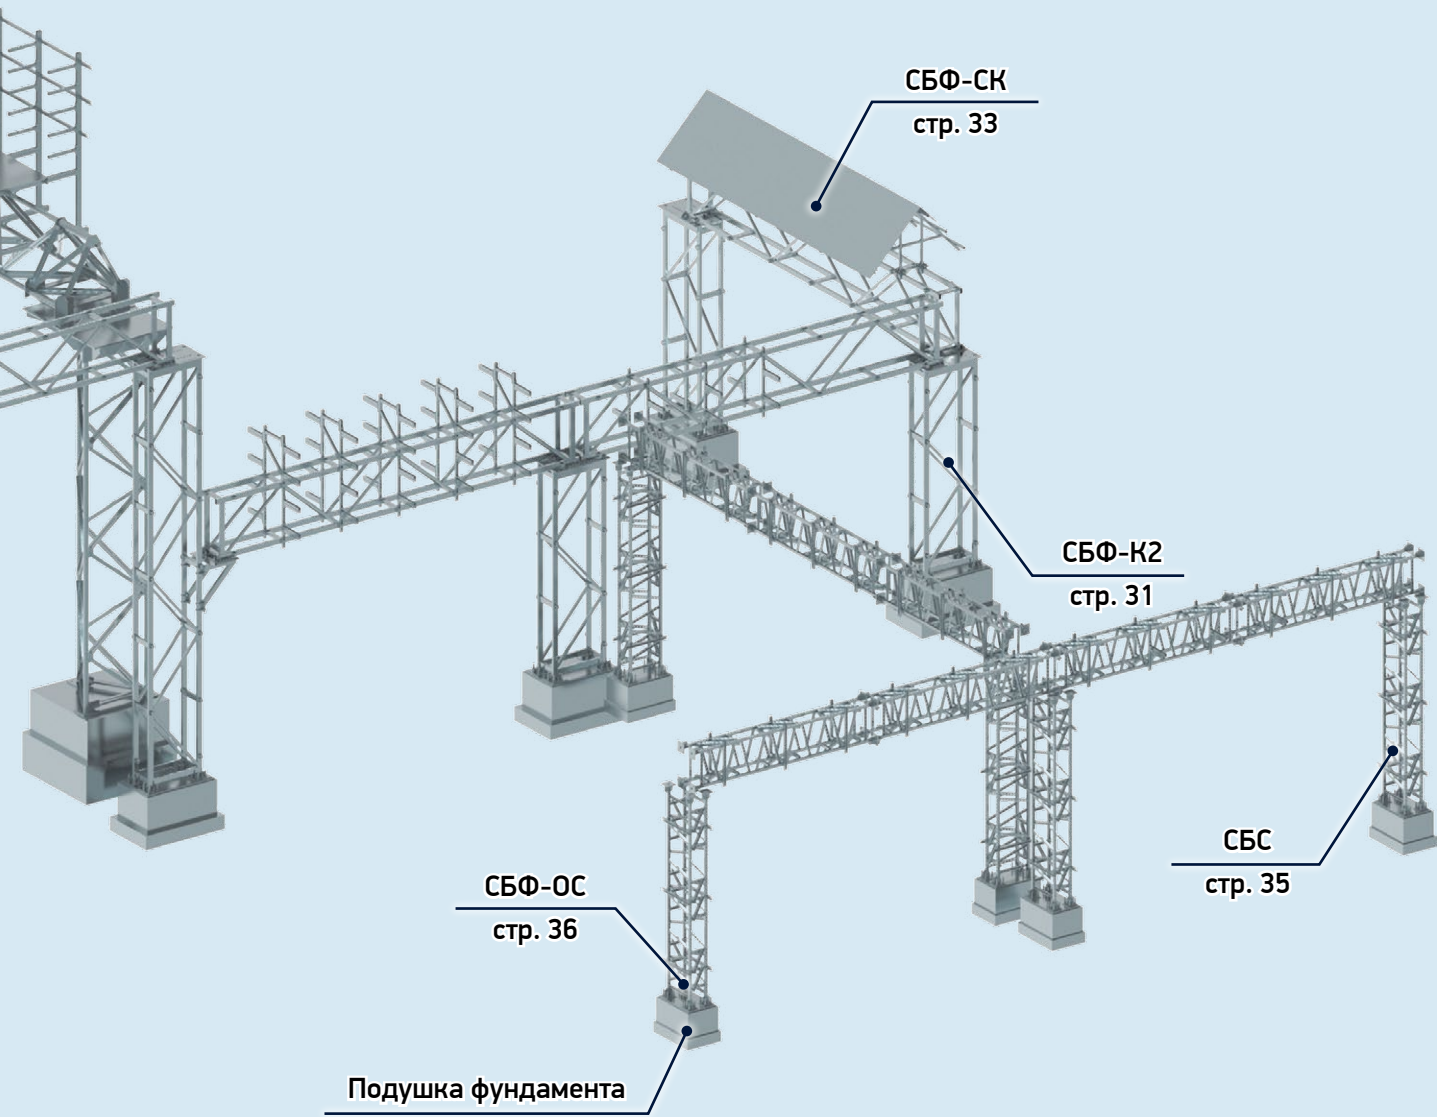 СБФ-СК
стр. 33
СБФ-К2
стр. 31
СБС
стр. 35
СБФ-ОС
стр. 36
Подушка фундамента